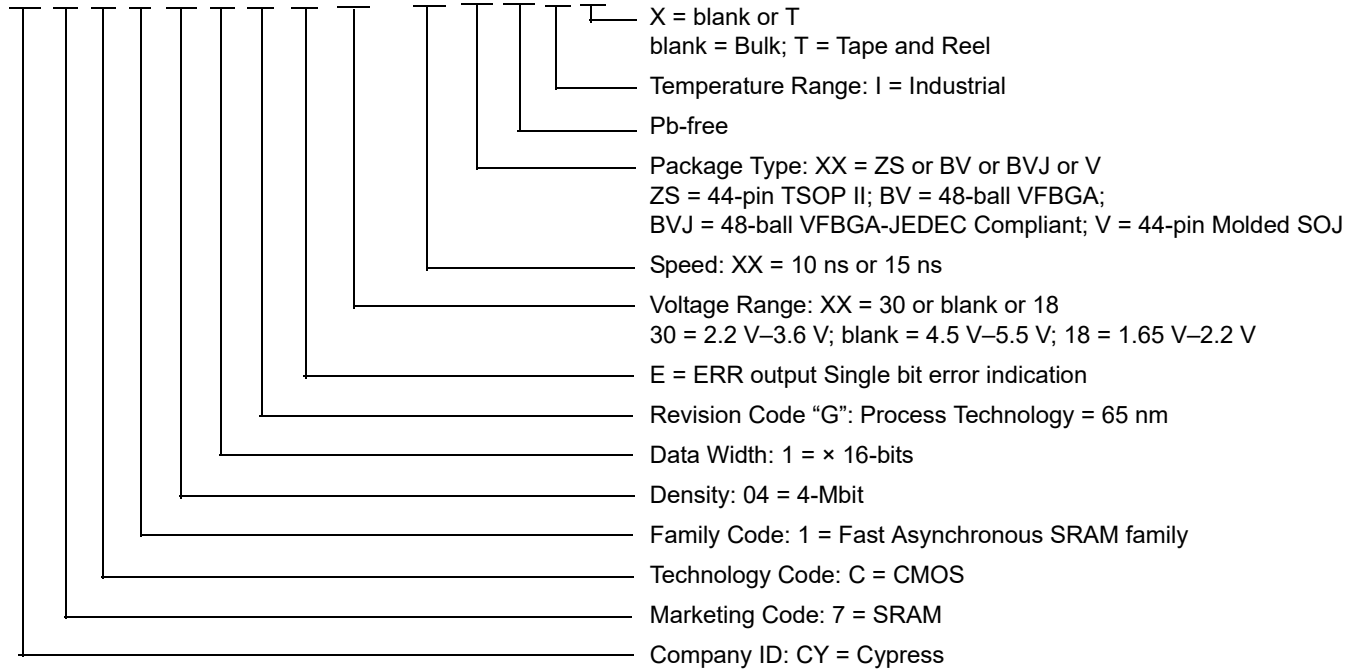 X = blank or T
blank = Bulk; T = Tape and Reel
Temperature Range: I = Industrial
Pb-free
Package Type: XX = ZS or BV or BVJ or V
ZS = 44-pin TSOP II; BV = 48-ball VFBGA;
BVJ = 48-ball VFBGA-JEDEC Compliant; V = 44-pin Molded SOJ
Speed: XX = 10 ns or 15 ns
Voltage Range: XX = 30 or blank or 18
30 = 2.2 V–3.6 V; blank = 4.5 V–5.5 V; 18 = 1.65 V–2.2 V
E = ERR output Single bit error indication
Revision Code “G”: Process Technology = 65 nm
Data Width: 1 = × 16-bits
Density: 04 = 4-Mbit
Family Code: 1 = Fast Asynchronous SRAM family
Technology Code: C = CMOS
Marketing Code: 7 = SRAM
Company ID: CY = Cypress